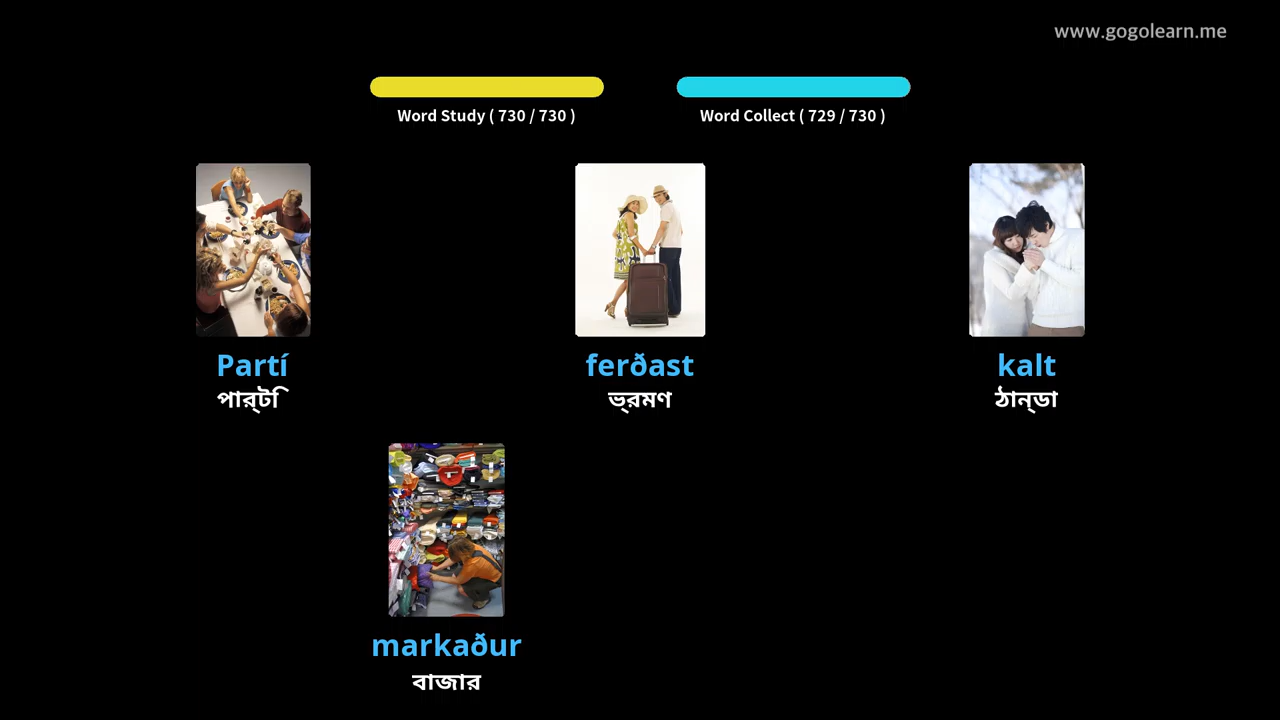 www.gogolearn.me
Word Study ( 730 / 730 )
Word Collect ( 729 / 730 )
Partí
পার্টি
ferðast
ভ্রমণ
kalt
ঠান্ডা
markaður
বাজার